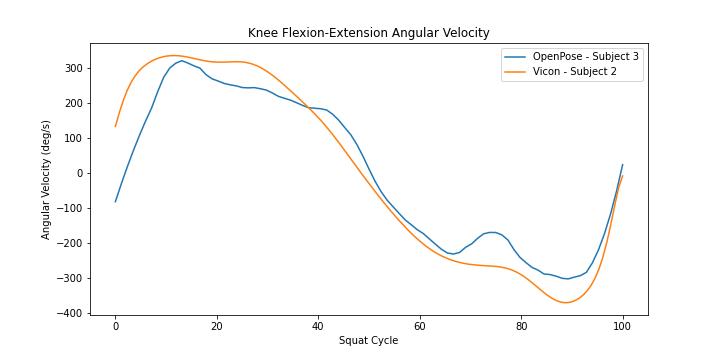 Knee Flexion-Extension Angular Velocity
OpenPose - Subject 3
Vicon - Subject 2
Angular Velocity (deg/s)
300
200
100
0
−100
−200
−300
−400
0 20 40 60 80 100
Squat Cycle